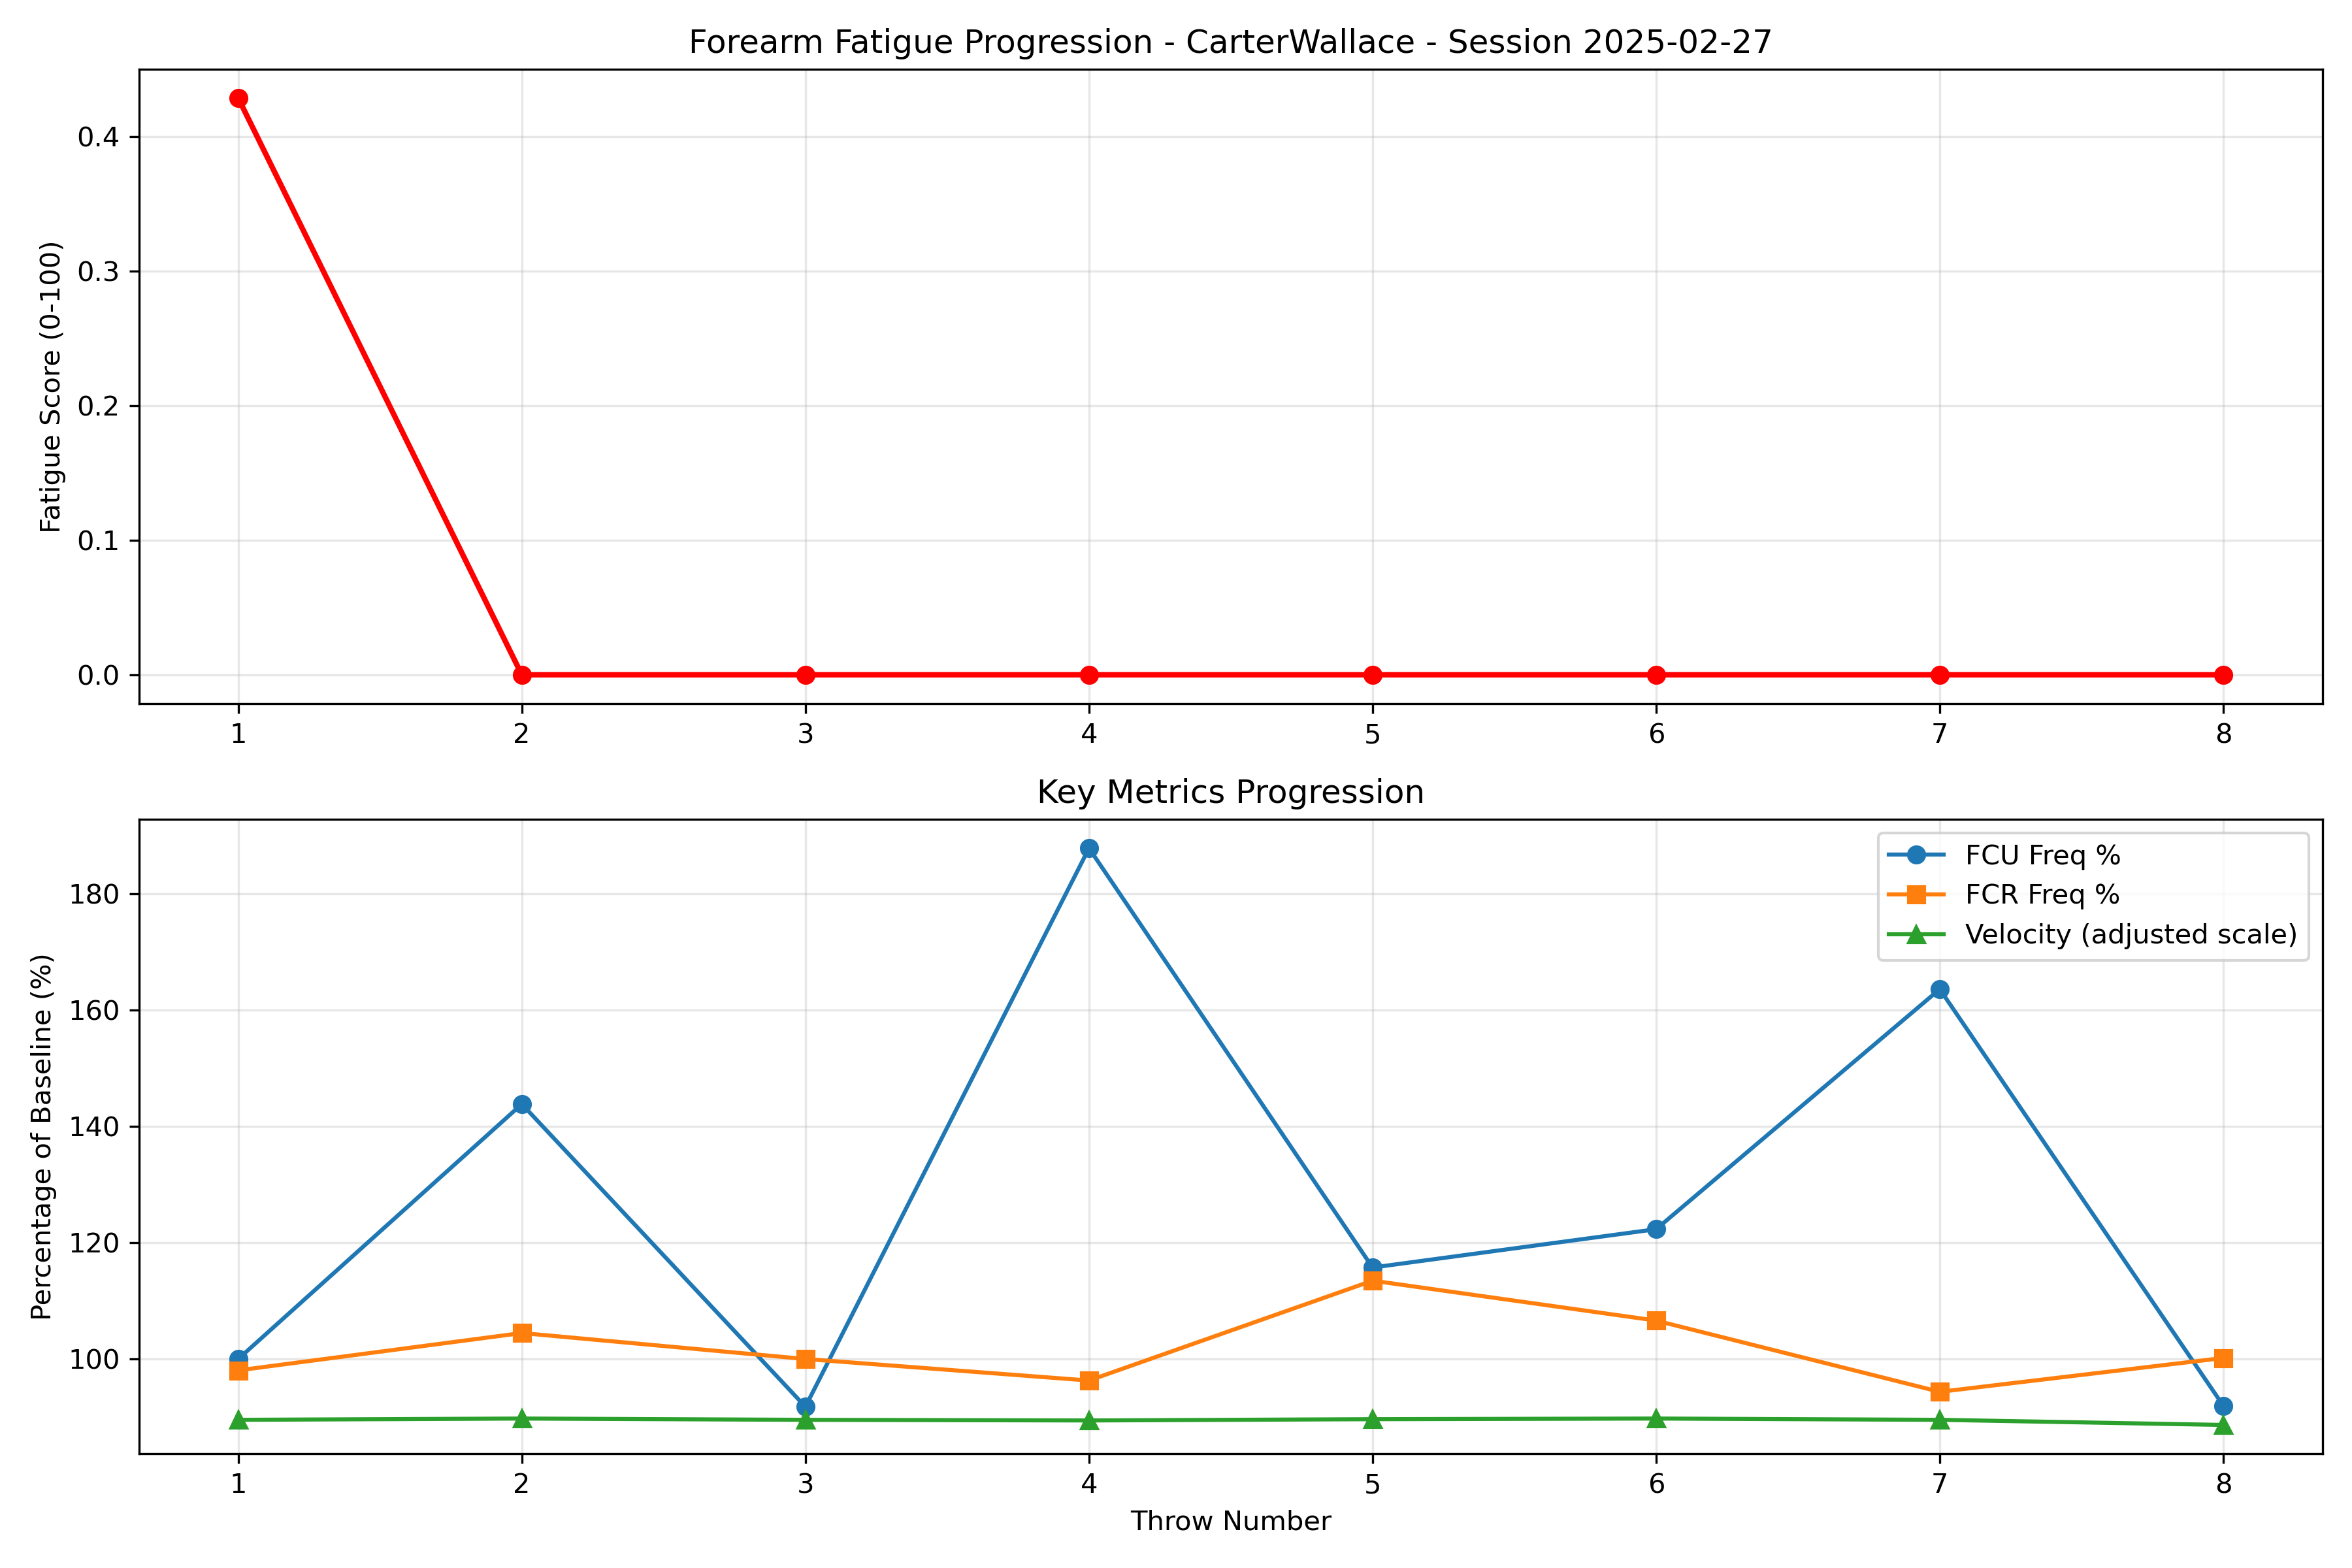 Forearm Fatigue Progression - CarterWallace - Session 2025-02-27
Fatigue Score (0-100)
0.4
0.3
0.2
0.1
0.0
1 2 3 4 5 6 7 8
Key Metrics Progression
Percentage of Baseline (%)
180
160
140
120
100
FCU Freq %
FCR Freq %
Velocity (adjusted scale)
1 2 3 4 5 6 7 8
Throw Number